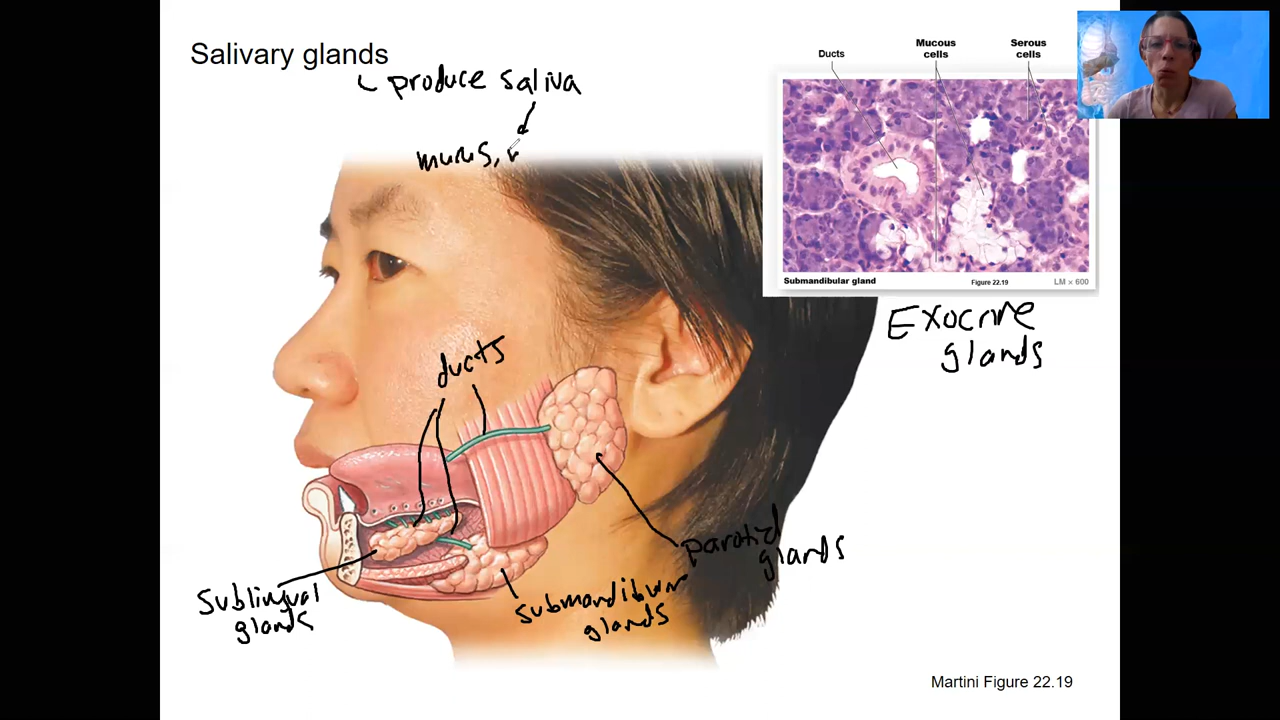 Salivary glands
produce saliva
mucus,
Ducts
Mucous
cells
Serous
cells
Submandibular gland
Figure 22.19
LM × 600
Exocrine
glands
ducts
parotid
glands
submandibular
glands
Sublingual
glands
Martini Figure 22.19